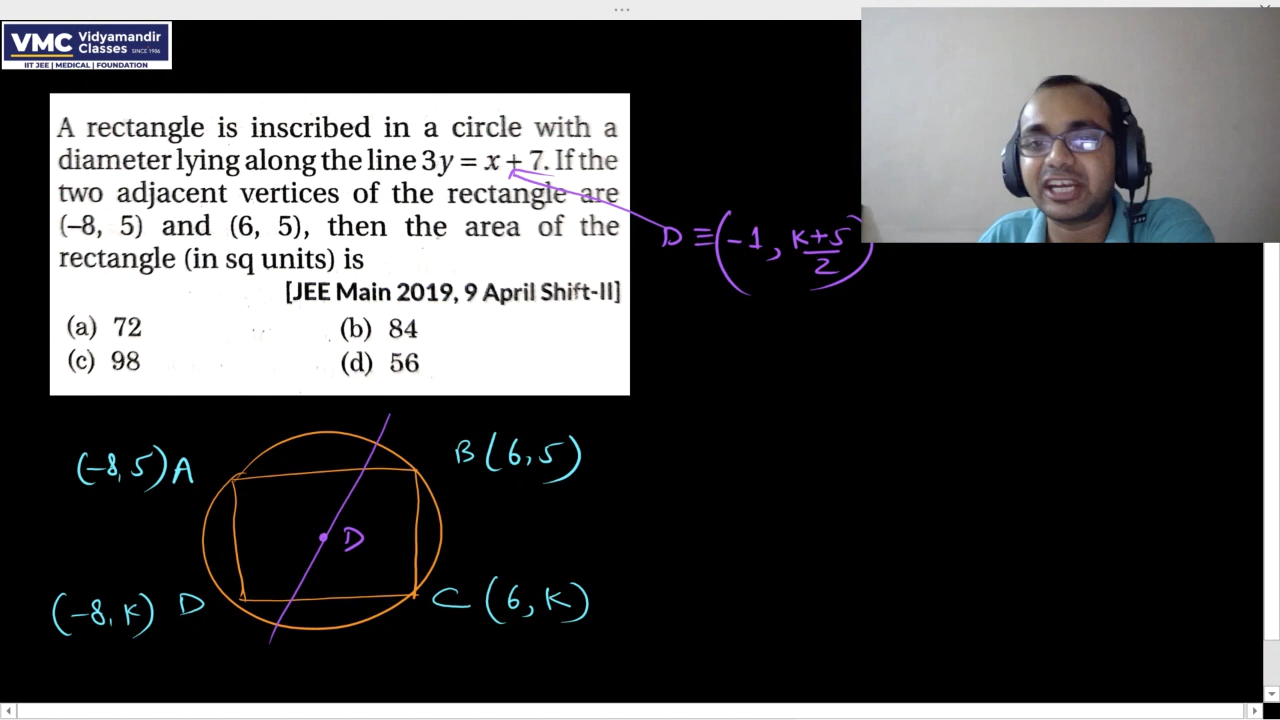 VMC Vidyamandir
Classes
SINCE 1986
IIT JEE | MEDICAL | FOUNDATION
A rectangle is inscribed in a circle with a
diameter lying along the line 3y = x + 7. If the
two adjacent vertices of the rectangle are
(–8, 5) and (6, 5), then the area of the
rectangle (in sq units) is
[JEE Main 2019, 9 April Shift-II]
(a) 72 (b) 84
(c) 98 (d) 56
D ≡ (-1, K+5/2)
(-8,5) A
B (6,5)
D
(-8,K) D
C (6,K)